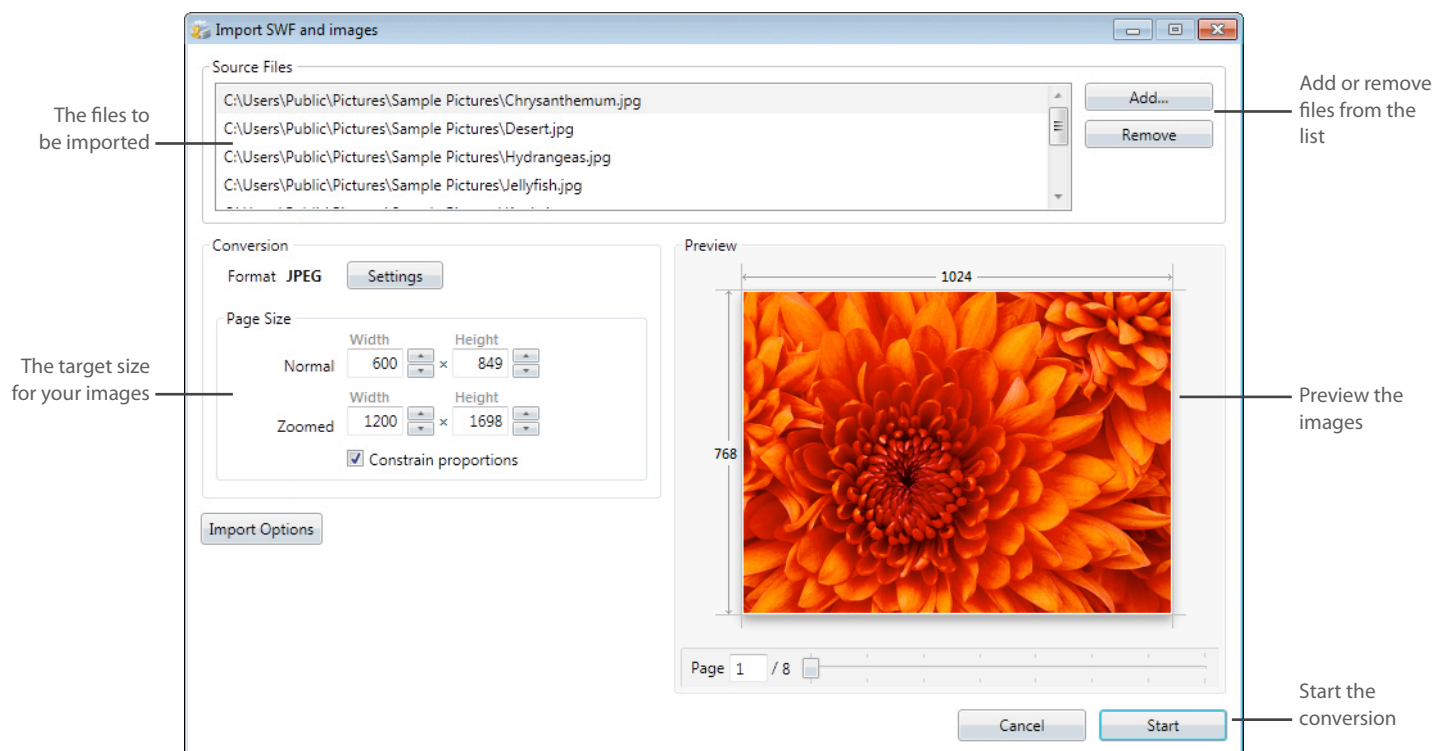 Import SWF and images
Source Files
C:\Users\Public\Pictures\Sample Pictures\Chrysanthemum.jpg
C:\Users\Public\Pictures\Sample Pictures\Desert.jpg
C:\Users\Public\Pictures\Sample Pictures\Hydrangeas.jpg
C:\Users\Public\Pictures\Sample Pictures\Jellyfish.jpg
Add...
Remove
The files to
be imported
Add or remove
files from the
list
Conversion
Format JPEG Settings
Page Size
Width Height
Normal 600 × 849
Width Height
Zoomed 1200 × 1698
Constrain proportions
The target size
for your images
Import Options
Preview
1024
768
Preview the
images
Page 1 / 8
Cancel Start
Start the
conversion